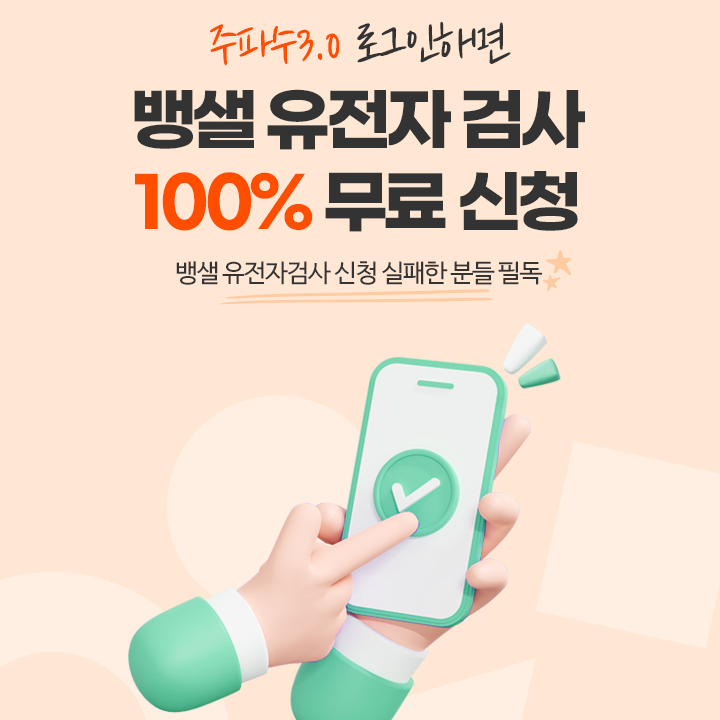 주파수3.0 로그인해면
뱅샐 유전자 검사
100% 무료 신청
뱅샐 유전자검사 신청 실패한 분들 필독